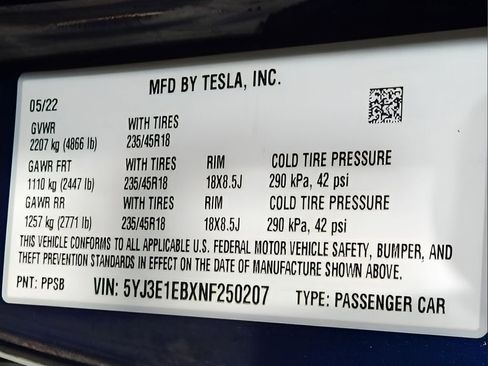 MFD BY TESLA, INC.
05/22
GVWR WITH TIRES
2207 kg (4866 lb) 235/45R18
GAWR FRT WITH TIRES RIM COLD TIRE PRESSURE
1110 kg (2447 lb) 235/45R18 18X8.5J 290 kPa, 42 psi
GAWR RR WITH TIRES RIM COLD TIRE PRESSURE
1257 kg (2771 lb) 235/45R18 18X8.5J 290 kPa, 42 psi
THIS VEHICLE CONFORMS TO ALL APPLICABLE U.S. FEDERAL MOTOR VEHICLE SAFETY, BUMPER, AND
THEFT PREVENTION STANDARDS IN EFFECT ON THE DATE OF MANUFACTURE SHOWN ABOVE.
PNT: PPSB VIN: 5YJ3E1EBXNF250207 TYPE: PASSENGER CAR